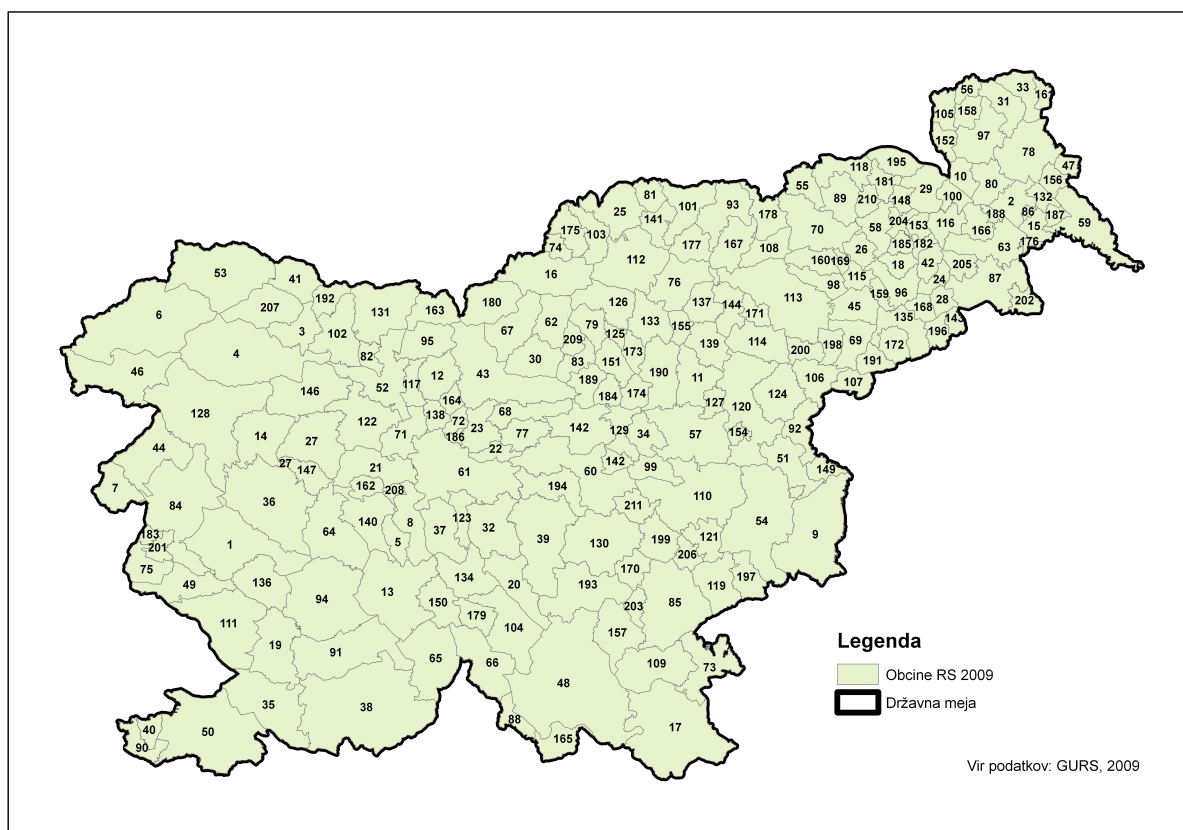 56 33
31 161
105 158
97
152
78
118 195 47
10 156
55 181 80
81 89 29 132
25 101 93 210 148 100 2
141 178 188 86 187
175 103 70 58 204 153 116 166 15 59
74 177 167 108 26 185 182 63 176
112 160 169 18 42 205
53 41 16 76 98 115 24 87
192 180 126 137 144 113 45 159 96 168 28 202
207 131 163 171 135 143
6 3 102 67 62 79 125 133 155 196
4 82 95 209 173 139 114 200 198 69 172
46 30 83 151 191
146 52 117 12 43 189 184 174 190 11 106 107
128 164 127 120 124
122 138 72 68
14 27 71 186 23 77 142 129 34 57 154 92
44 27 147 21 22 142 99 51
7 36 162 208 61 60 149
84 194 110
183 64 140 8 37 123 32 211 54
201 1 5 39 130 199 121 9
75 206
49 136 134 20 193 170 119 197
94 13 150 203 85
111 179 104 157
19 91 65 66 109 73
48
35 38 88 17
40 50 165
90
Legenda
Obcine RS 2009
Državna meja
Vir podatkov: GURS, 2009